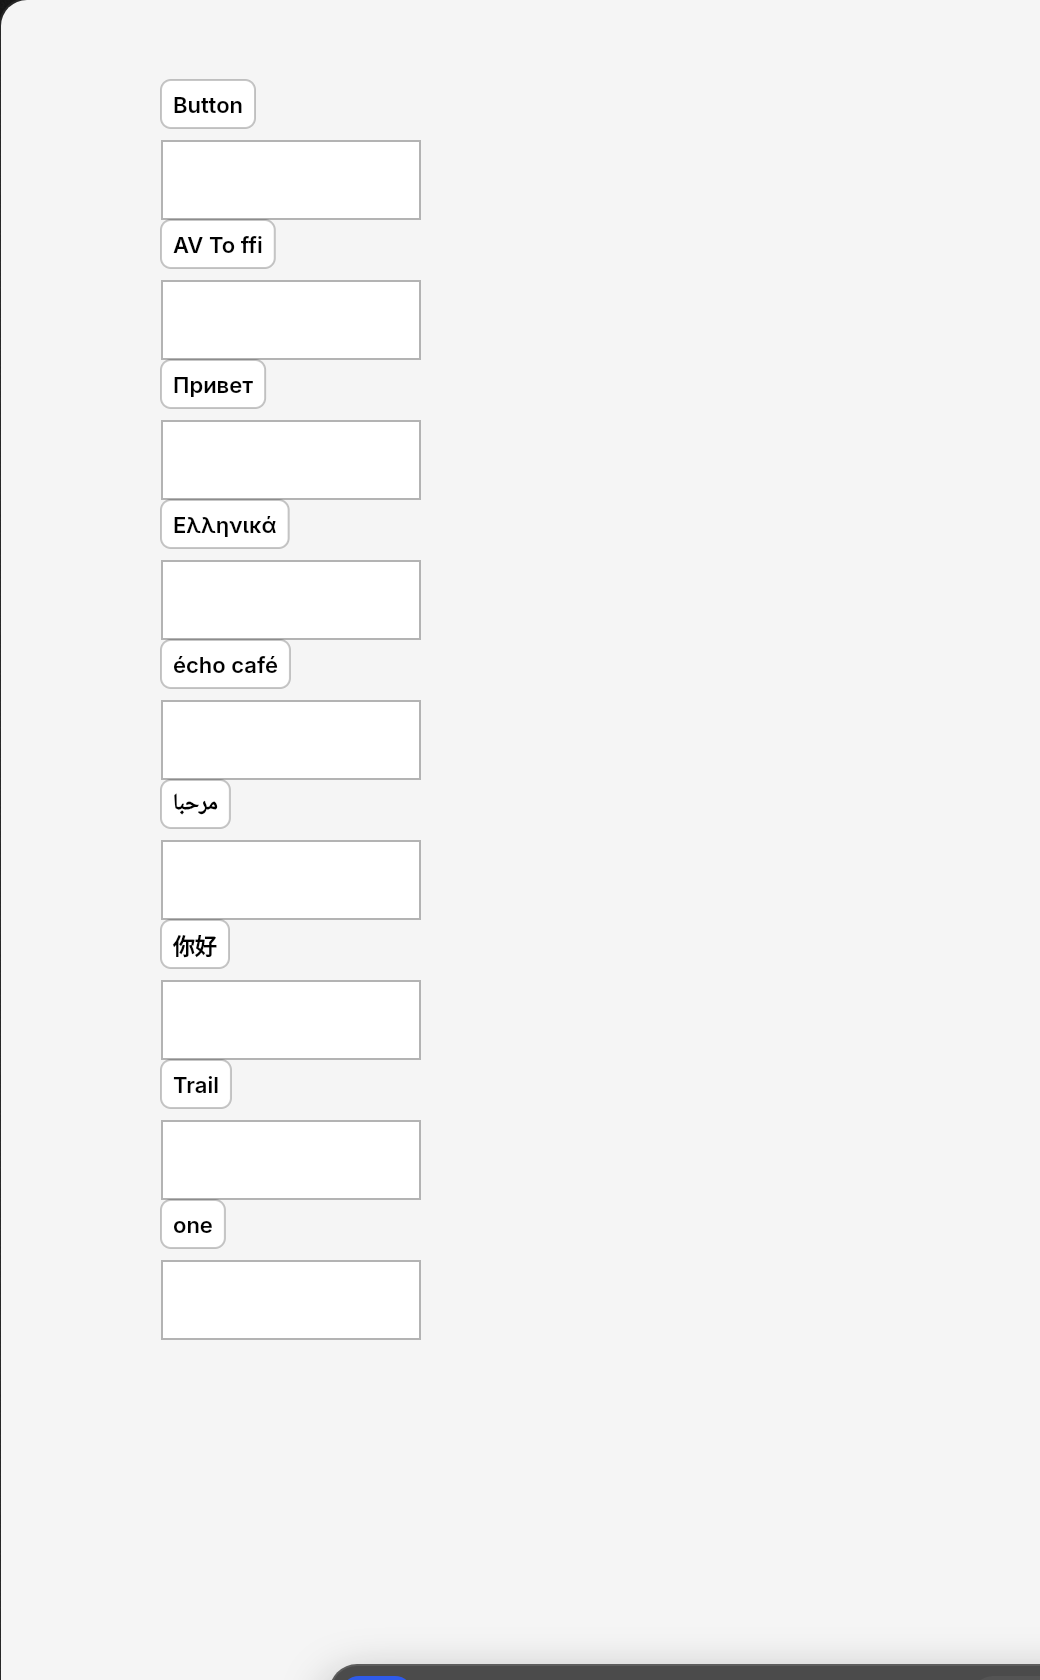 Button
AV To ffi
Привет
Ελληνικά
écho café
مرحبا
你好
Trail
one